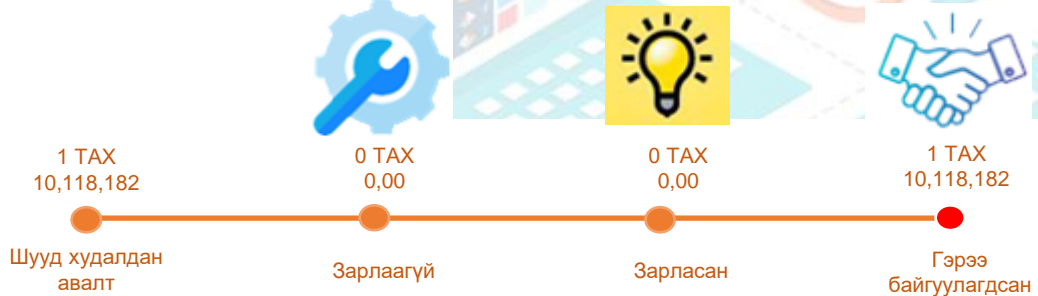 1 ТАХ
10,118,182
0 ТАХ
0,00
0 ТАХ
0,00
1 ТАХ
10,118,182
Шууд худалдан
авалт
Зарлаагүй
Зарласан
Гэрээ
байгуулагдсан